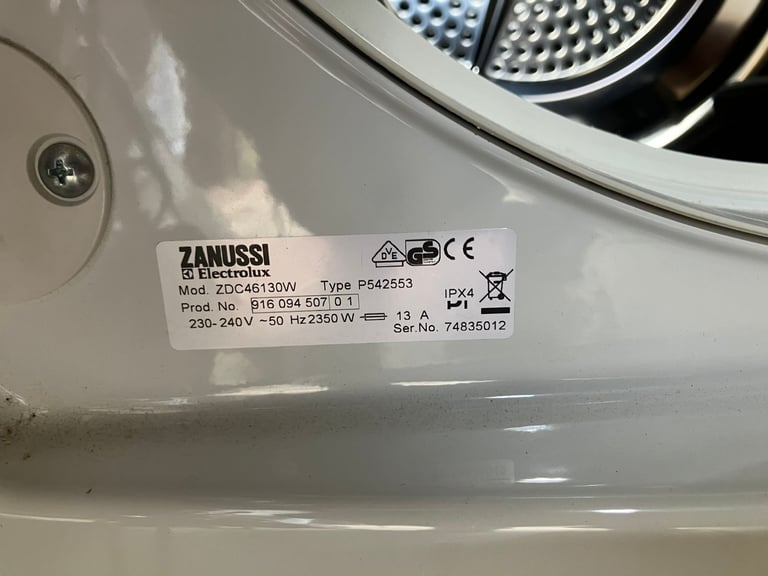 ZANUSSI
Electrolux
Mod. ZDC46130W Type P542553
Prod. No. 916 094 507 0 1
230-240V ~50 Hz 2350 W 13 A
DVE
GS
CE
IPX4
Ser.No. 74835012